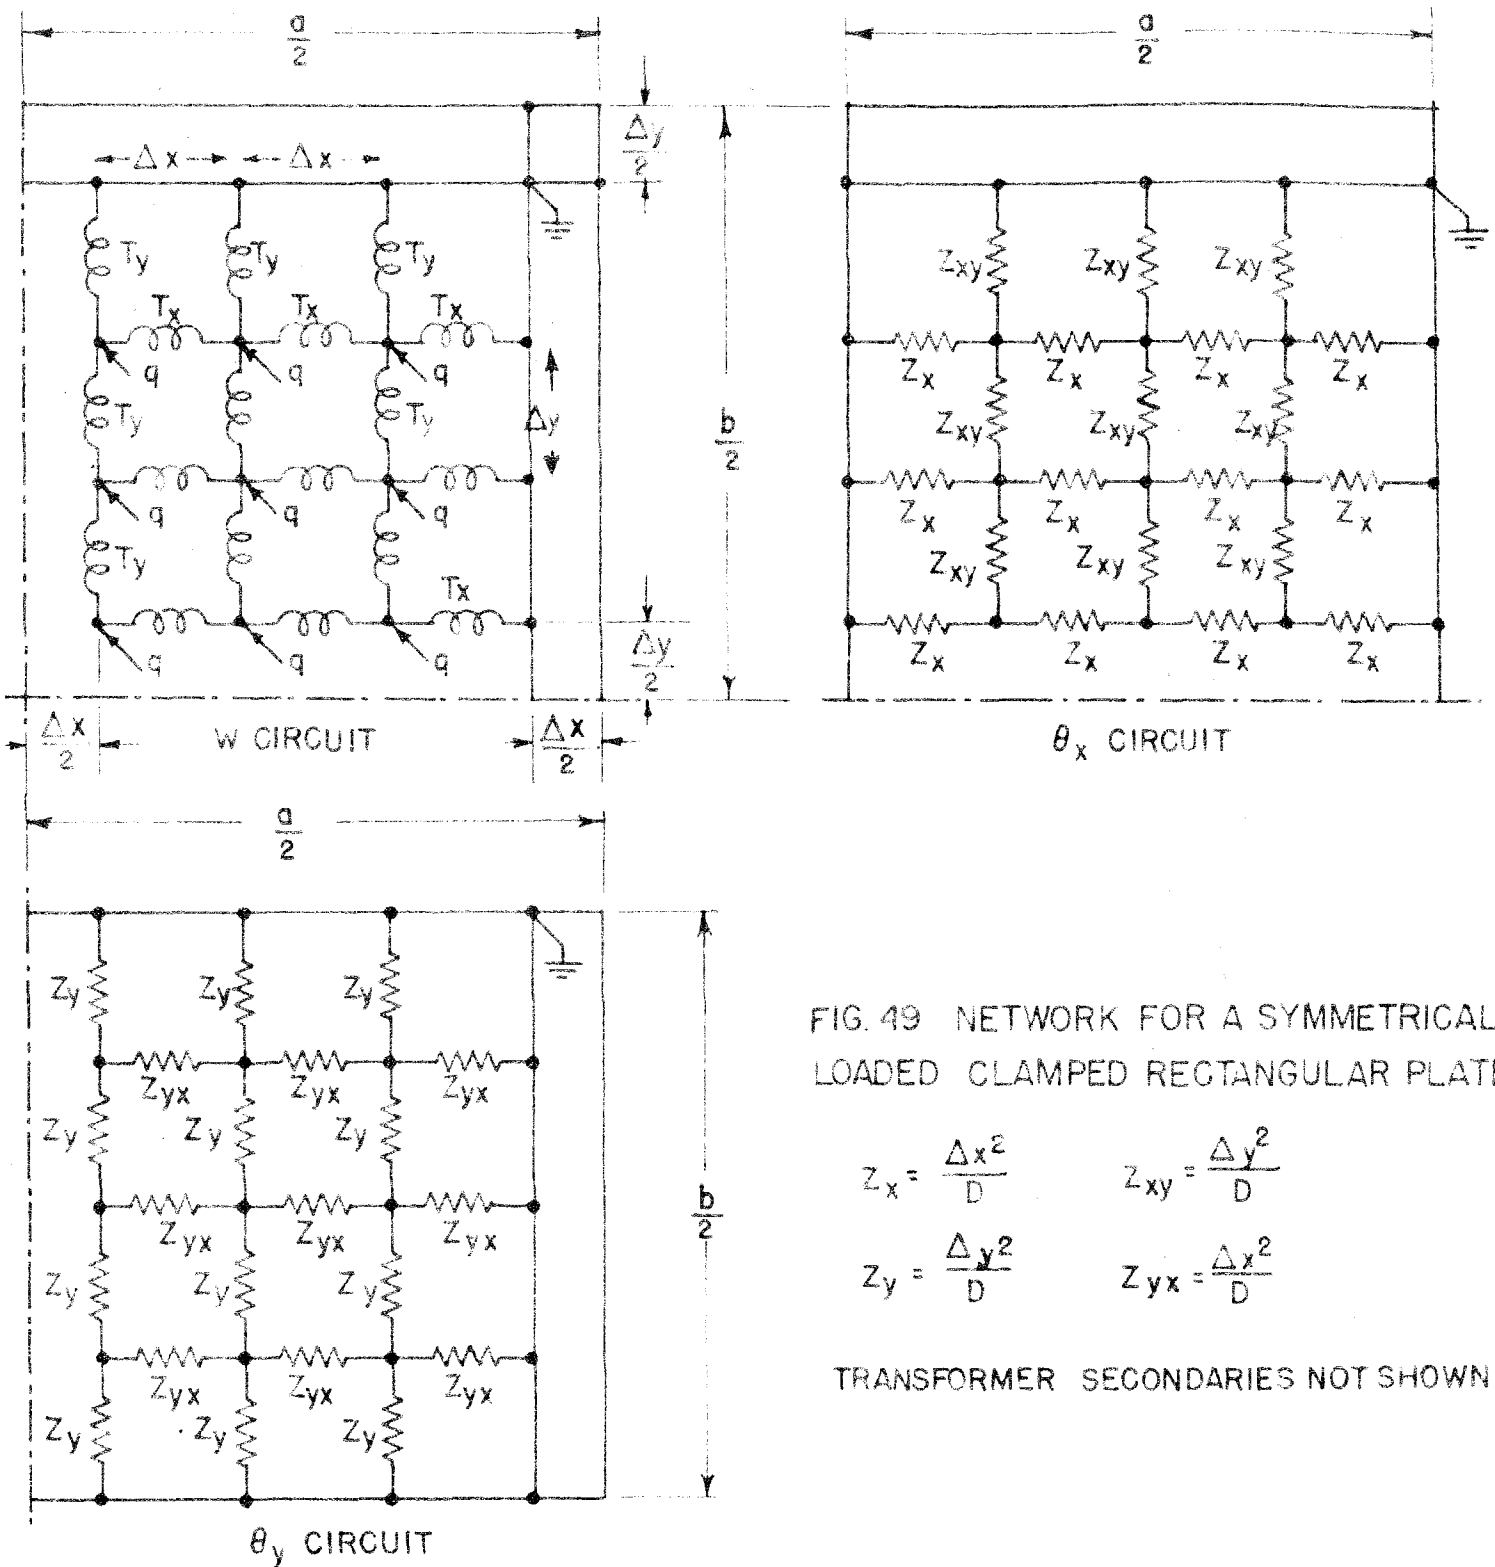 a/2
a/2
Δy/2
Δx Δx
Ty Ty Ty
Tx Tx Tx
q q q
Ty Ty
Δy
b/2
q q q
Ty
Tx
q q q
Δy/2
Δx/2
W CIRCUIT
Δx/2
Zxy Zxy Zxy
Zx Zx Zx Zx
Zxy Zxy Zxy
Zx Zx Zx Zx
Zxy Zxy Zxy
Zx Zx Zx Zx
θx CIRCUIT
a/2
Zy Zy Zy
Zyx Zyx Zyx
Zy Zy Zy
Zyx Zyx Zyx
Zy Zy Zy
Zyx Zyx Zyx
Zy Zy Zy
b/2
θy CIRCUIT
FIG. 49 NETWORK FOR A SYMMETRICAL
LOADED CLAMPED RECTANGULAR PLAT
Zx = Δx²/D Zxy = Δy²/D
Zy = Δy²/D Zyx = Δx²/D
TRANSFORMER SECONDARIES NOT SHOWN